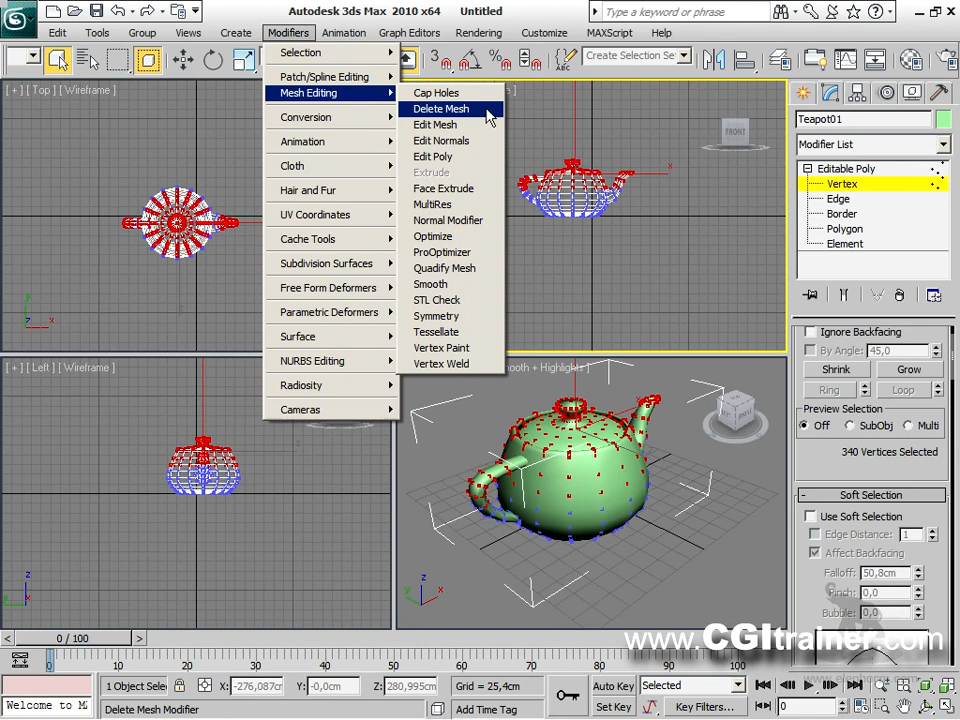 Autodesk 3ds Max 2010 x64 Untitled
Type a keyword or phrase
Edit Tools Group Views Create Modifiers Animation Graph Editors Rendering Customize MAXScript Help
Create Selection Se
[ + ] [ Top ] [ Wireframe ]
[ + ] [ Left ] [ Wireframe ]
mooth + Highlights ]
FRONT
Selection
Patch/Spline Editing
Mesh Editing
Conversion
Animation
Cloth
Hair and Fur
UV Coordinates
Cache Tools
Subdivision Surfaces
Free Form Deformers
Parametric Deformers
Surface
NURBS Editing
Radiosity
Cameras
Cap Holes
Delete Mesh
Edit Mesh
Edit Normals
Edit Poly
Extrude
Face Extrude
MultiRes
Normal Modifier
Optimize
ProOptimizer
Quadify Mesh
Smooth
STL Check
Symmetry
Tessellate
Vertex Paint
Vertex Weld
Teapot01
Modifier List
Editable Poly
Vertex
Edge
Border
Polygon
Element
Ignore Backfacing
By Angle: 45,0
Shrink Grow
Ring Loop
Preview Selection
Off SubObj Multi
340 Vertices Selected
- Soft Selection
Use Soft Selection
Edge Distance: 1
Affect Backfacing
Falloff: 50,8cm
Pinch: 0,0
Bubble: 0,0
www.CGItrainer.com
< 0 / 100 >
0 10 20 30 40 50 60 70 80 90 100
1 Object Sele X: -276,087cm Y: -0,0cm Z: 280,995cm Grid = 25,4cm Auto Key Selected
Welcome to M Delete Mesh Modifier Add Time Tag Set Key Key Filters... 0